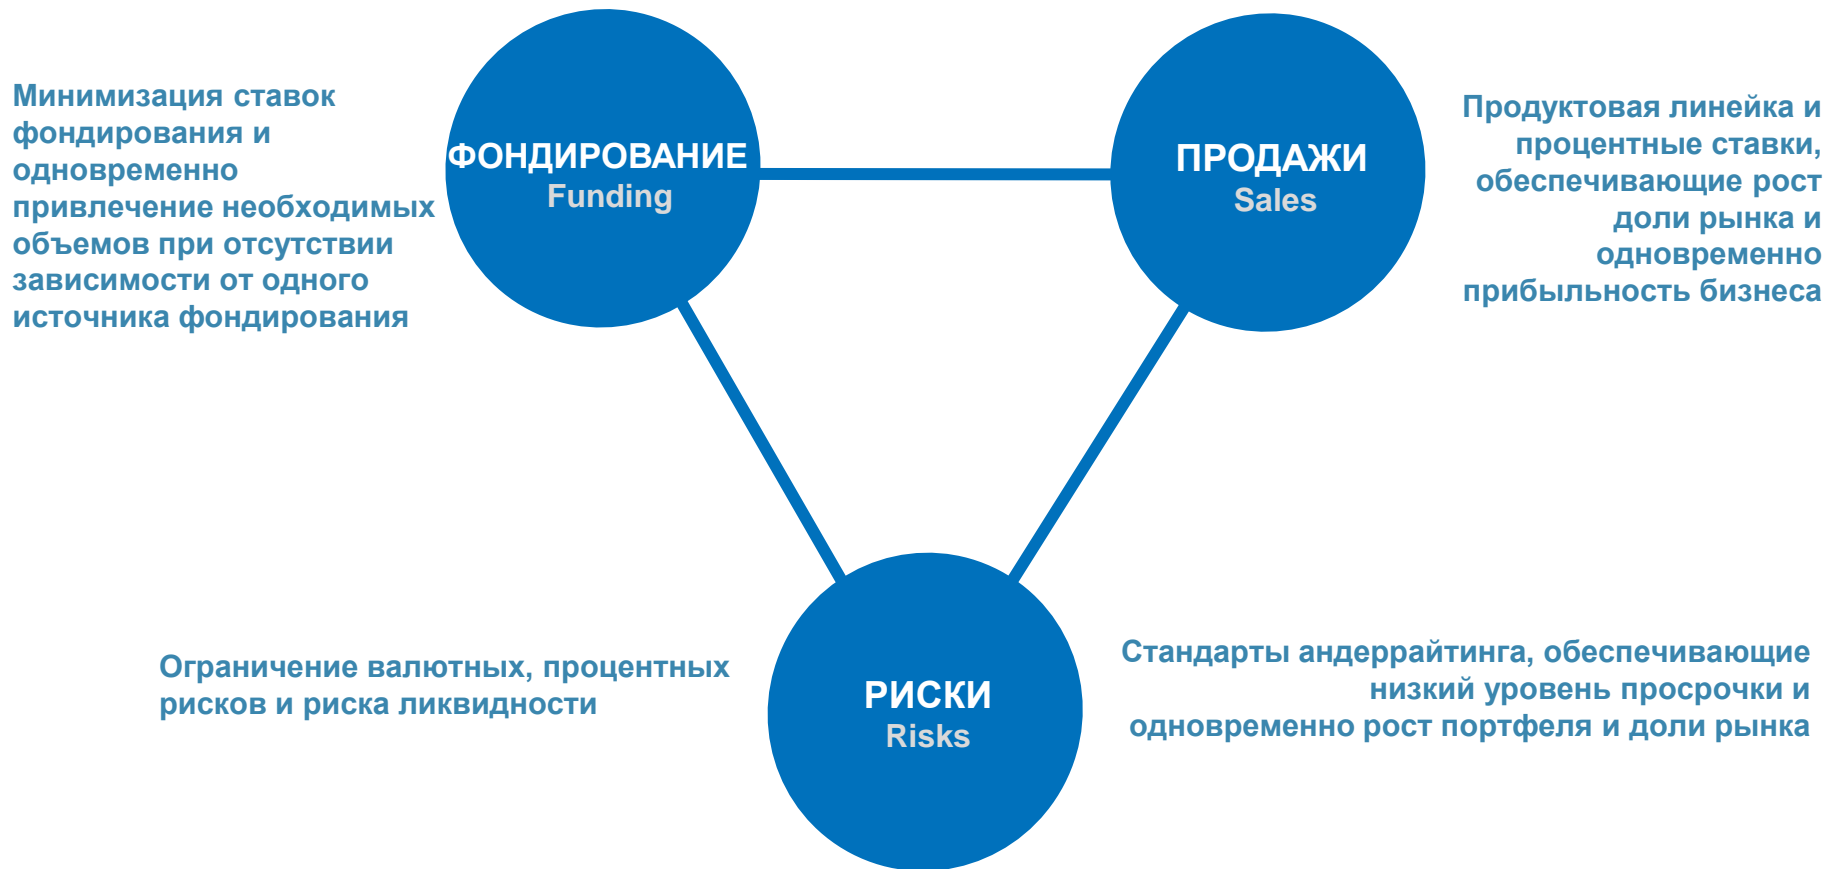 Минимизация ставок
фондирования и
одновременно
привлечение необходимых
объемов при отсутствии
зависимости от одного
источника фондирования
ФОНДИРОВАНИЕ
Funding
ПРОДАЖИ
Sales
Продуктовая линейка и
процентные ставки,
обеспечивающие рост
доли рынка и
одновременно
прибыльность бизнеса
Ограничение валютных, процентных
рисков и риска ликвидности
РИСКИ
Risks
Стандарты андеррайтинга, обеспечивающие
низкий уровень просрочки и
одновременно рост портфеля и доли рынка